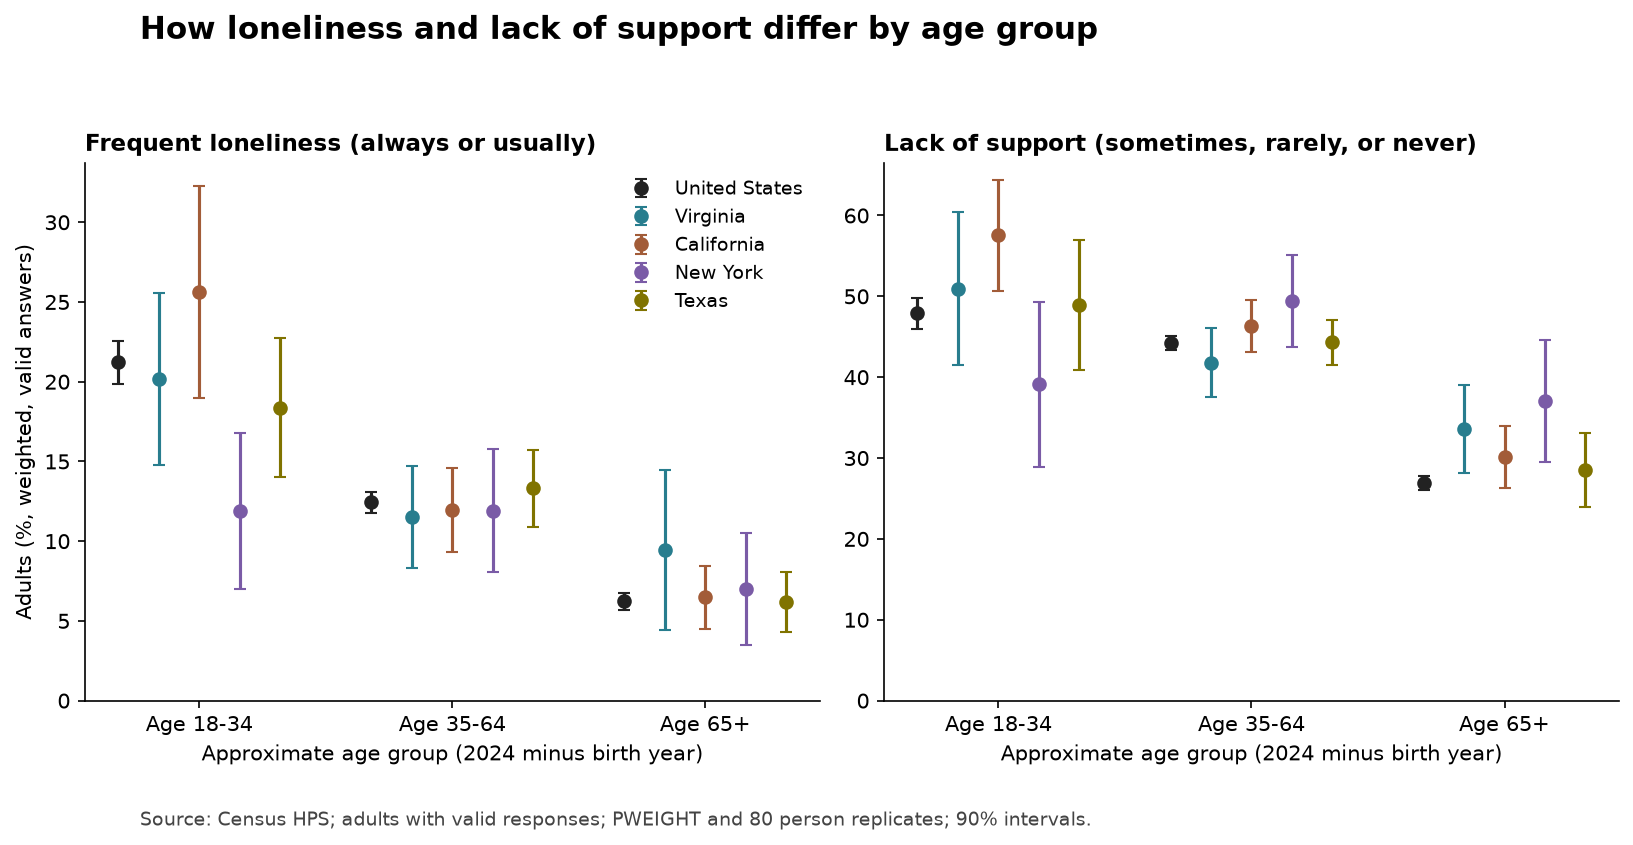 How loneliness and lack of support differ by age group
Frequent loneliness (always or usually)
Adults (%, weighted, valid answers)
30
25
20
15
10
5
0
United States
Virginia
California
New York
Texas
Age 18-34
Age 35-64
Age 65+
Approximate age group (2024 minus birth year)
Lack of support (sometimes, rarely, or never)
60
50
40
30
20
10
0
Age 18-34
Age 35-64
Age 65+
Approximate age group (2024 minus birth year)
Source: Census HPS; adults with valid responses; PWEIGHT and 80 person replicates; 90% intervals.